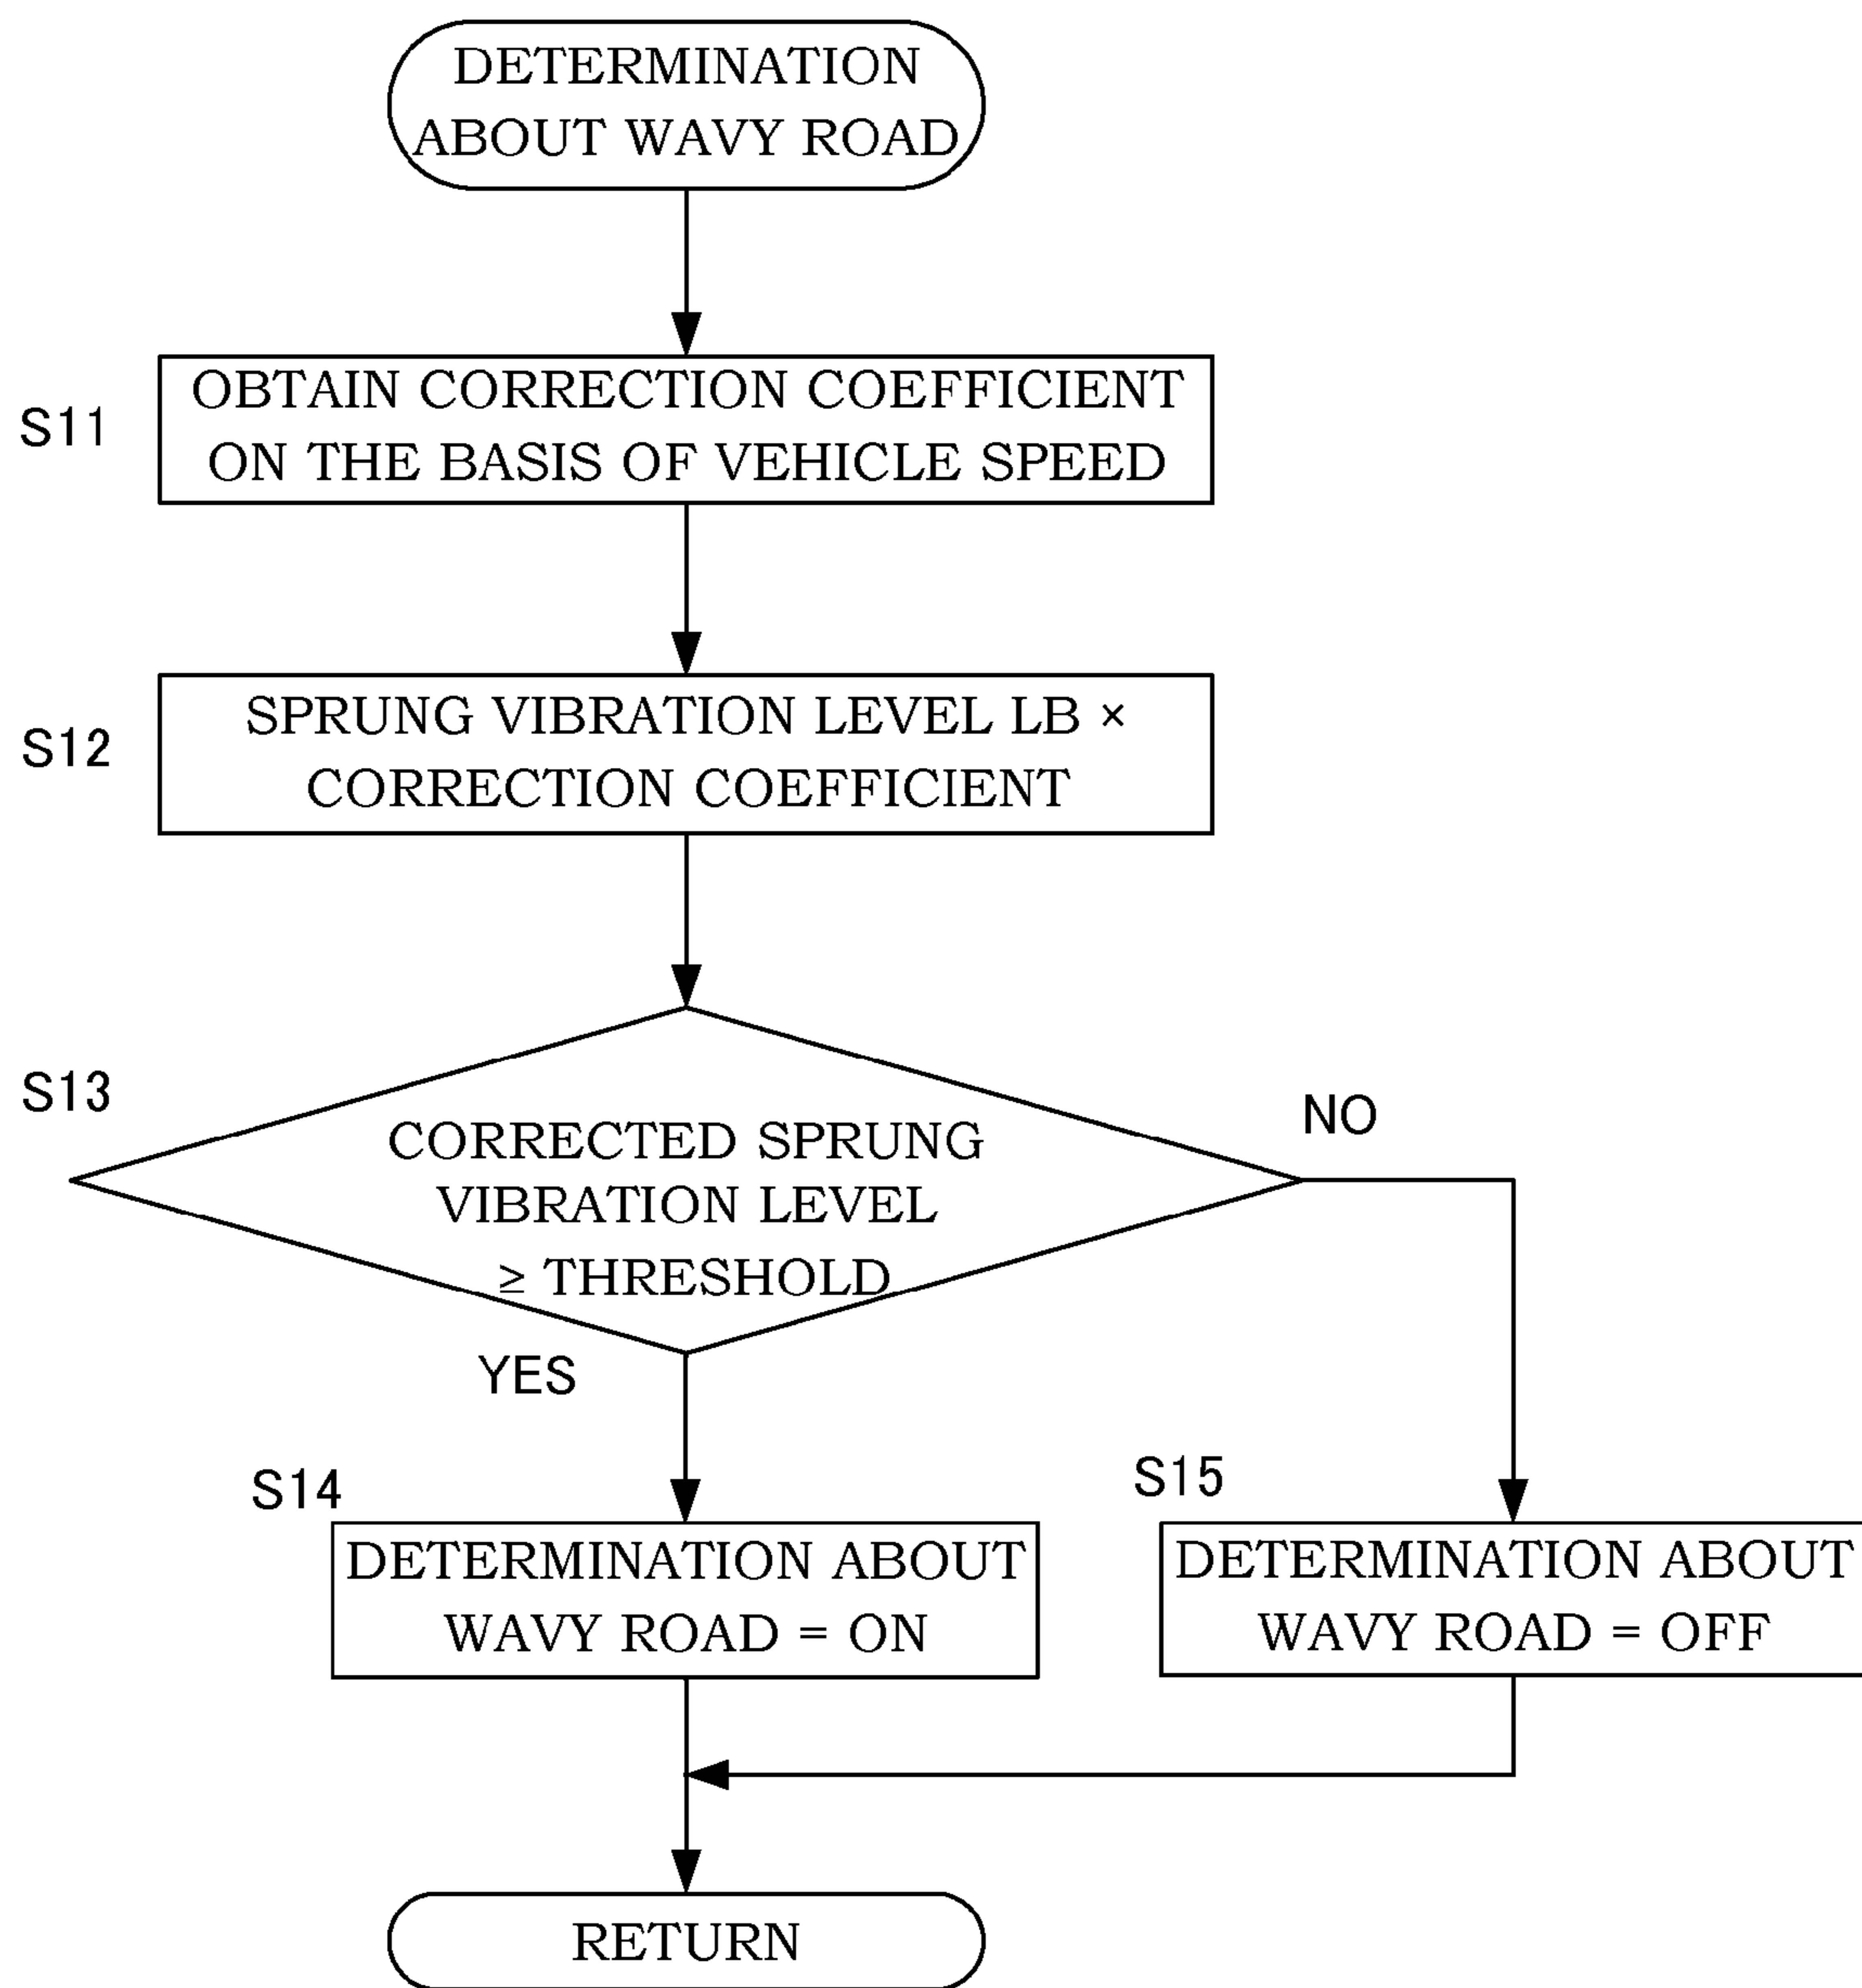 DETERMINATION
ABOUT WAVY ROAD
S11
OBTAIN CORRECTION COEFFICIENT
ON THE BASIS OF VEHICLE SPEED
S12
SPRUNG VIBRATION LEVEL LB ×
CORRECTION COEFFICIENT
S13
CORRECTED SPRUNG
VIBRATION LEVEL
≥ THRESHOLD
NO
YES
S14
DETERMINATION ABOUT
WAVY ROAD = ON
S15
DETERMINATION ABOUT
WAVY ROAD = OFF
RETURN